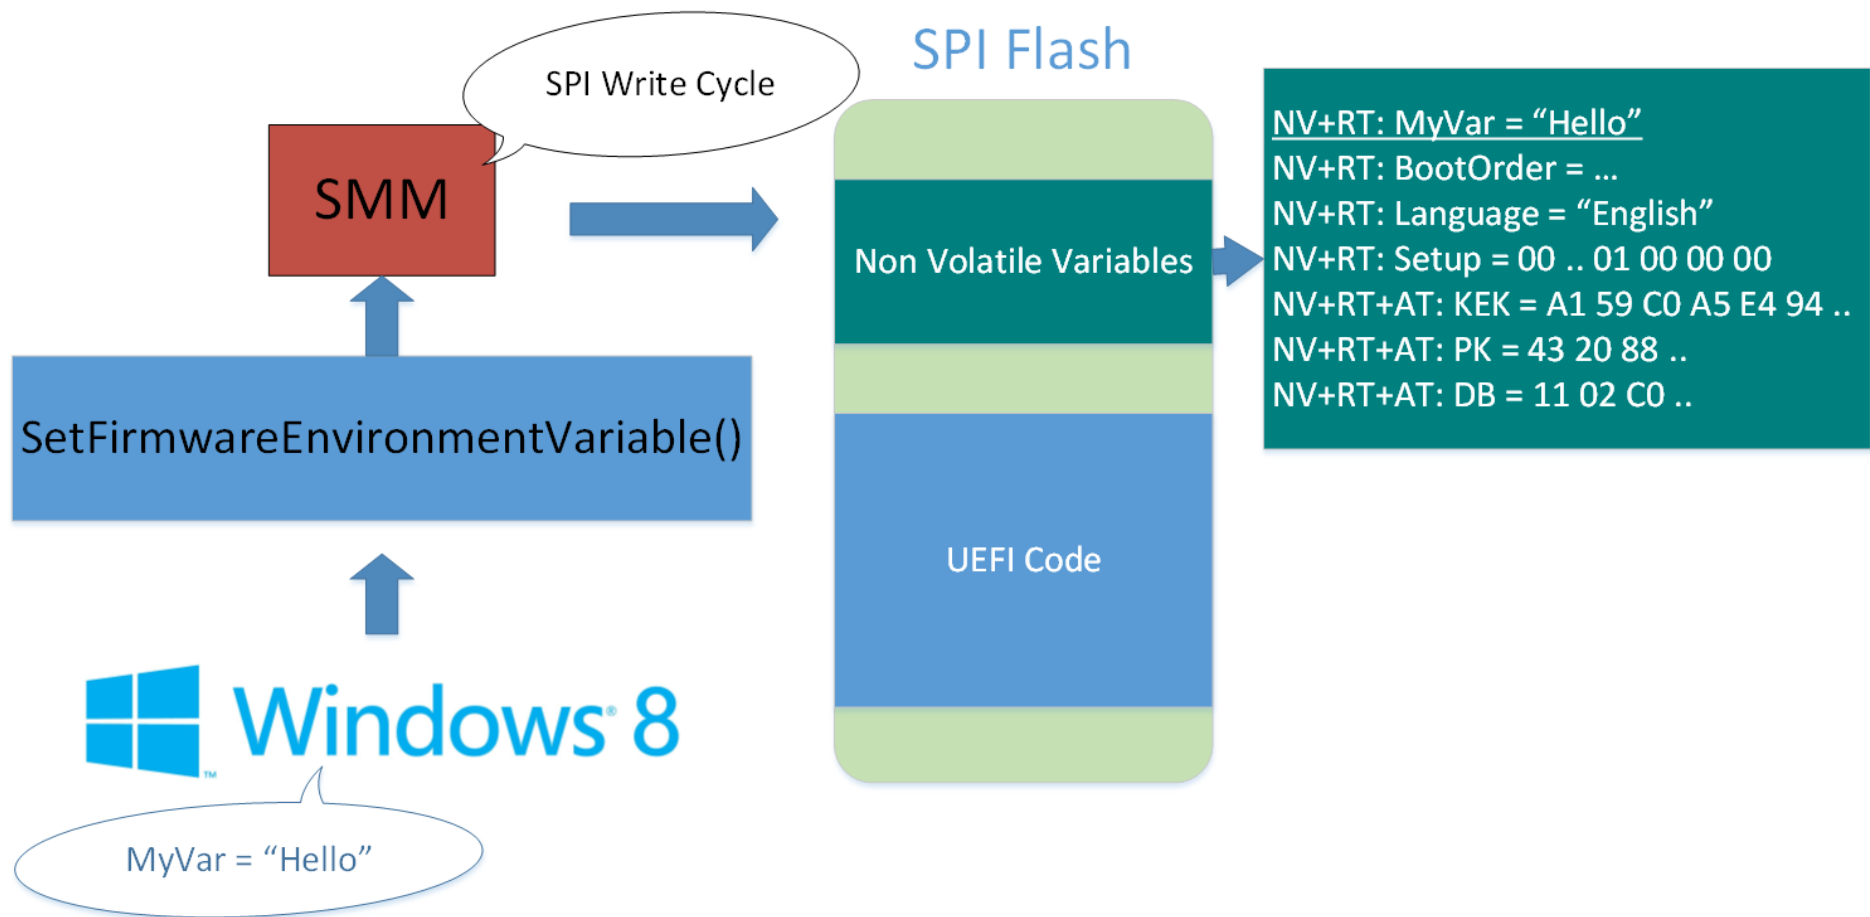 SPI Flash
SPI Write Cycle
SMM
SetFirmwareEnvironmentVariable()
Windows® 8
™
MyVar = “Hello”
Non Volatile Variables
UEFI Code
NV+RT: MyVar = “Hello”
NV+RT: BootOrder = …
NV+RT: Language = “English”
NV+RT: Setup = 00 .. 01 00 00 00
NV+RT+AT: KEK = A1 59 C0 A5 E4 94 ..
NV+RT+AT: PK = 43 20 88 ..
NV+RT+AT: DB = 11 02 C0 ..